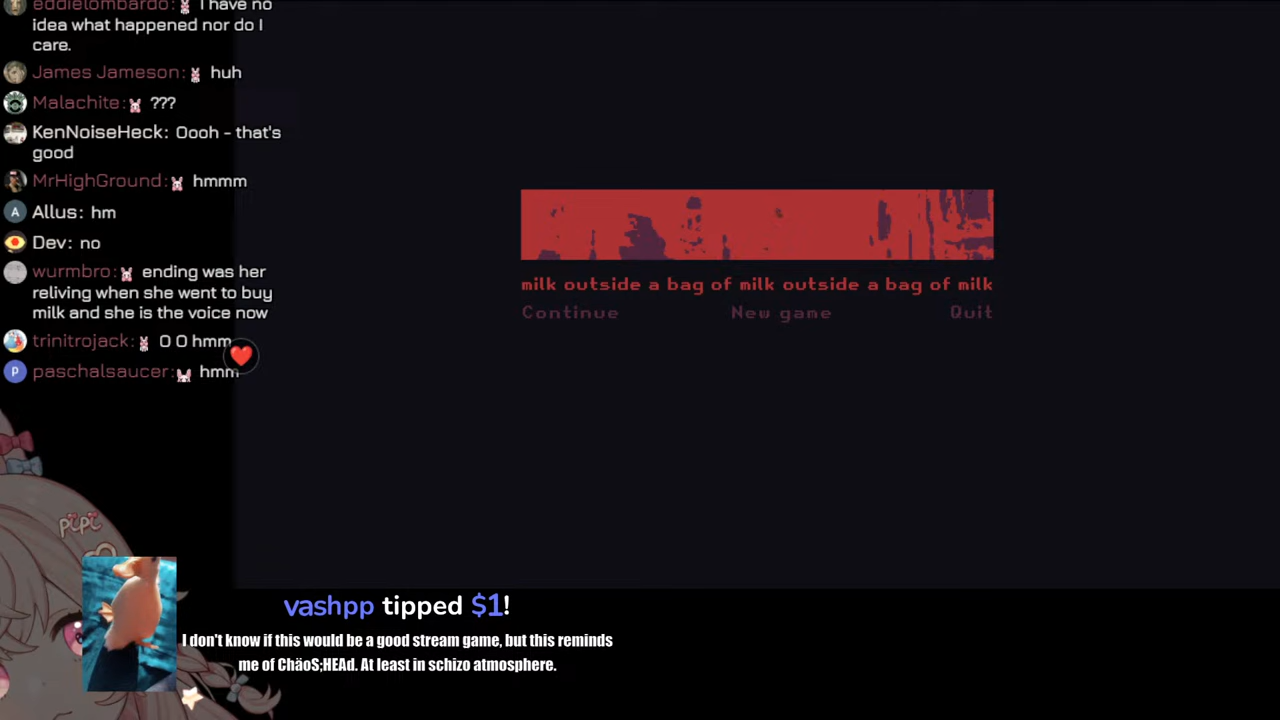 eddielombardo: I have no
idea what happened nor do I
care.
James Jameson: huh
Malachite: ???
KenNoiseHeck: Oooh - that's
good
MrHighGround: hmmm
A Allus: hm
Dev: no
wurmbro: ending was her
reliving when she went to buy
milk and she is the voice now
trinitrojack: O O hmm
P paschalsaucer: hmm
milk outside a bag of milk outside a bag of milk
Continue New game Quit
pipi
vashpp tipped $1!
I don't know if this would be a good stream game, but this reminds
me of ChäoS;HEAd. At least in schizo atmosphere.